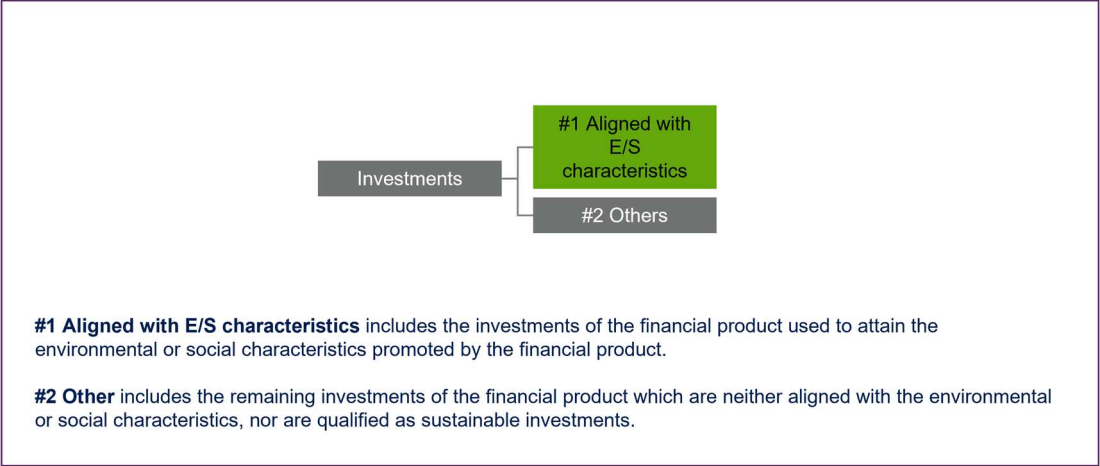 #1 Aligned with
E/S
characteristics
Investments
#2 Others
#1 Aligned with E/S characteristics includes the investments of the financial product used to attain the
environmental or social characteristics promoted by the financial product.
#2 Other includes the remaining investments of the financial product which are neither aligned with the environmental
or social characteristics, nor are qualified as sustainable investments.